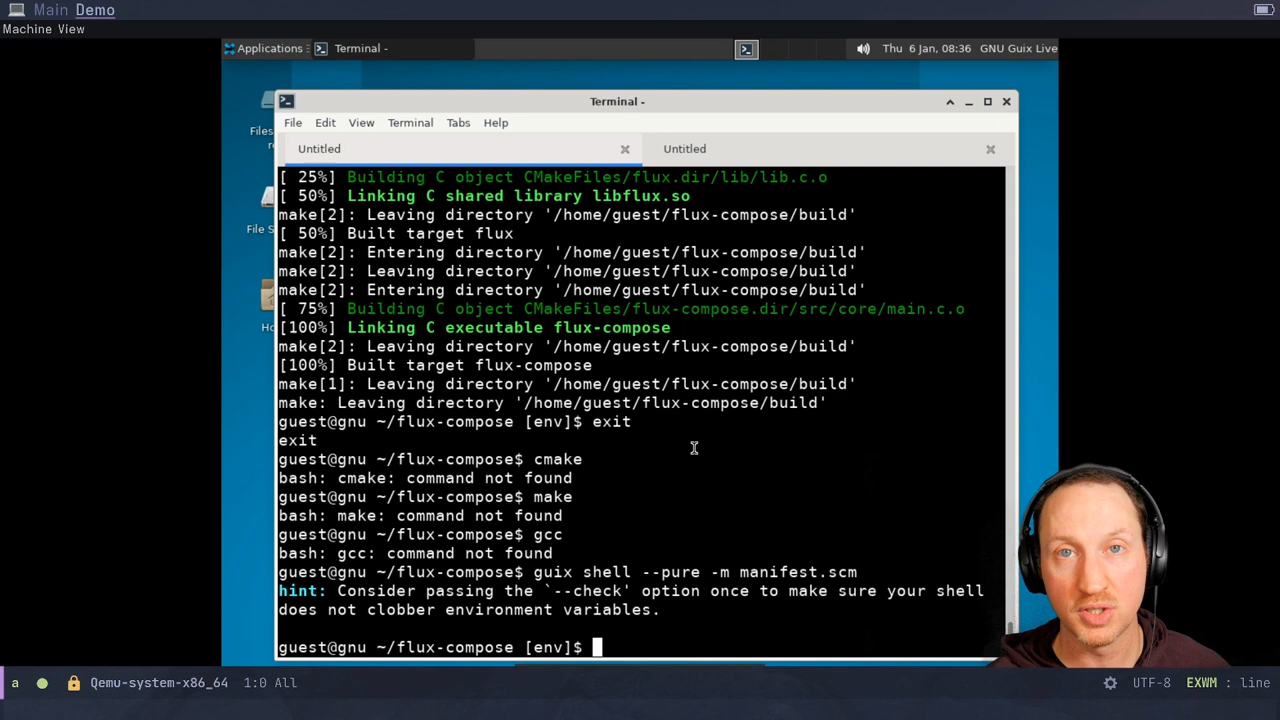 Main Demo
Machine View
Applications Terminal - Thu 6 Jan, 08:36 GNU Guix Live
Terminal -
File Edit View Terminal Tabs Help
Untitled Untitled
[ 25%] Building C object CMakeFiles/flux.dir/lib/lib.c.o
[ 50%] Linking C shared library libflux.so
make[2]: Leaving directory '/home/guest/flux-compose/build'
[ 50%] Built target flux
make[2]: Entering directory '/home/guest/flux-compose/build'
make[2]: Leaving directory '/home/guest/flux-compose/build'
make[2]: Entering directory '/home/guest/flux-compose/build'
[ 75%] Building C object CMakeFiles/flux-compose.dir/src/core/main.c.o
[100%] Linking C executable flux-compose
make[2]: Leaving directory '/home/guest/flux-compose/build'
[100%] Built target flux-compose
make[1]: Leaving directory '/home/guest/flux-compose/build'
make: Leaving directory '/home/guest/flux-compose/build'
guest@gnu ~/flux-compose [env]$ exit
exit
guest@gnu ~/flux-compose$ cmake
bash: cmake: command not found
guest@gnu ~/flux-compose$ make
bash: make: command not found
guest@gnu ~/flux-compose$ gcc
bash: gcc: command not found
guest@gnu ~/flux-compose$ guix shell --pure -m manifest.scm
hint: Consider passing the `--check' option once to make sure your shell
does not clobber environment variables.
guest@gnu ~/flux-compose [env]$
a Qemu-system-x86_64 1:0 All UTF-8 EXWM : line